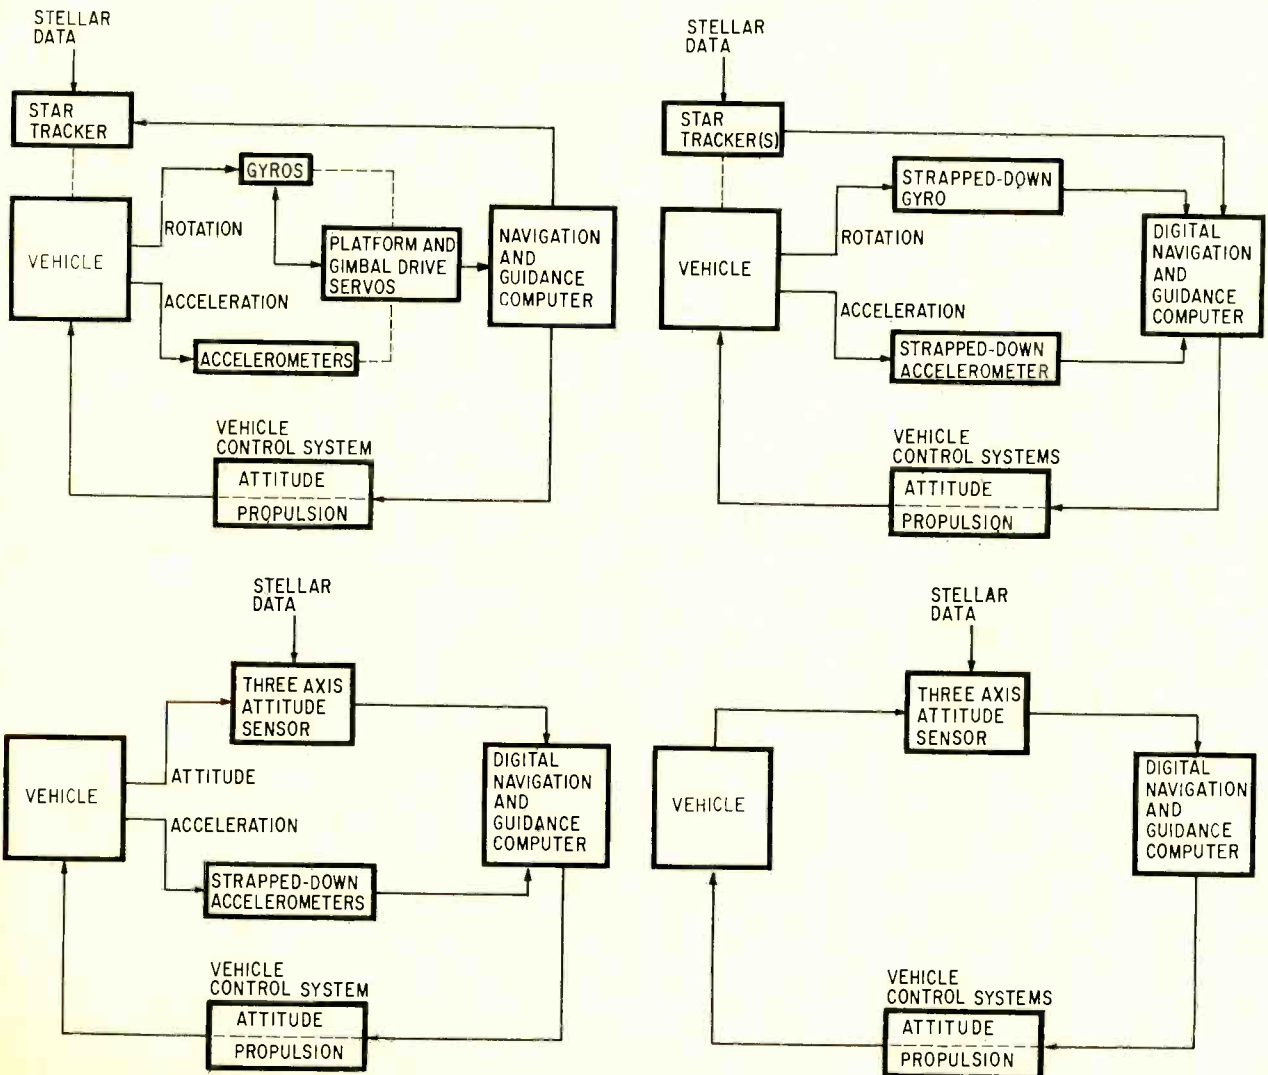 STELLAR
DATA
STAR
TRACKER
GYROS
ROTATION
VEHICLE
PLATFORM AND
GIMBAL DRIVE
SERVOS
NAVIGATION
AND
GUIDANCE
COMPUTER
ACCELERATION
ACCELEROMETERS
VEHICLE
CONTROL SYSTEM
ATTITUDE
PROPULSION
STELLAR
DATA
STAR
TRACKER(S)
STRAPPED-DOWN
GYRO
ROTATION
VEHICLE
DIGITAL
NAVIGATION
AND
GUIDANCE
COMPUTER
ACCELERATION
STRAPPED-DOWN
ACCELEROMETER
VEHICLE
CONTROL SYSTEMS
ATTITUDE
PROPULSION
STELLAR
DATA
THREE AXIS
ATTITUDE
SENSOR
ATTITUDE
VEHICLE
ACCELERATION
DIGITAL
NAVIGATION
AND
GUIDANCE
COMPUTER
STRAPPED-DOWN
ACCELEROMETERS
VEHICLE
CONTROL SYSTEM
ATTITUDE
PROPULSION
STELLAR
DATA
THREE AXIS
ATTITUDE
SENSOR
VEHICLE
DIGITAL
NAVIGATION
AND
GUIDANCE
COMPUTER
VEHICLE
CONTROL SYSTEMS
ATTITUDE
PROPULSION